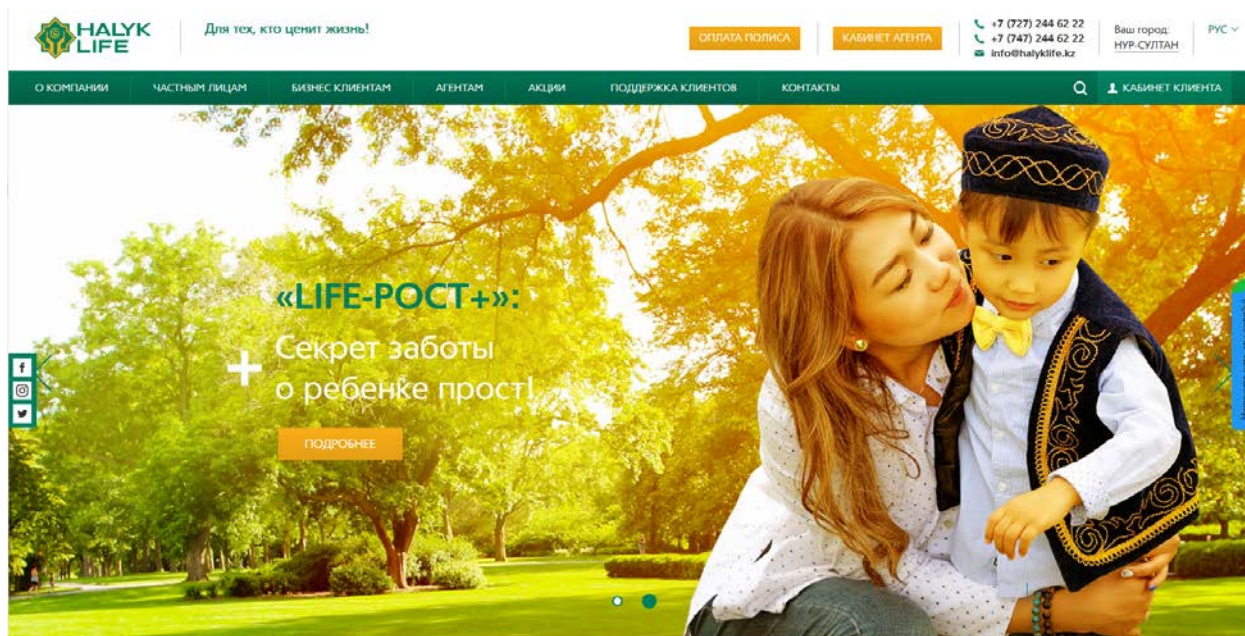 HALYK
LIFE
Для тех, кто ценит жизнь!
ОПЛАТА ПОЛИСА
КАБИНЕТ АГЕНТА
+7 (727) 244 62 22
+7 (747) 244 62 22
info@halyklife.kz
Ваш город:
НУР-СУЛТАН
РУС
О КОМПАНИИ
ЧАСТНЫМ ЛИЦАМ
БИЗНЕС КЛИЕНТАМ
АГЕНТАМ
АКЦИИ
ПОДДЕРЖКА КЛИЕНТОВ
КОНТАКТЫ
КАБИНЕТ КЛИЕНТА
«LIFE-РОСТ+»:
Секрет заботы
о ребенке прост!
ПОДРОБНЕЕ